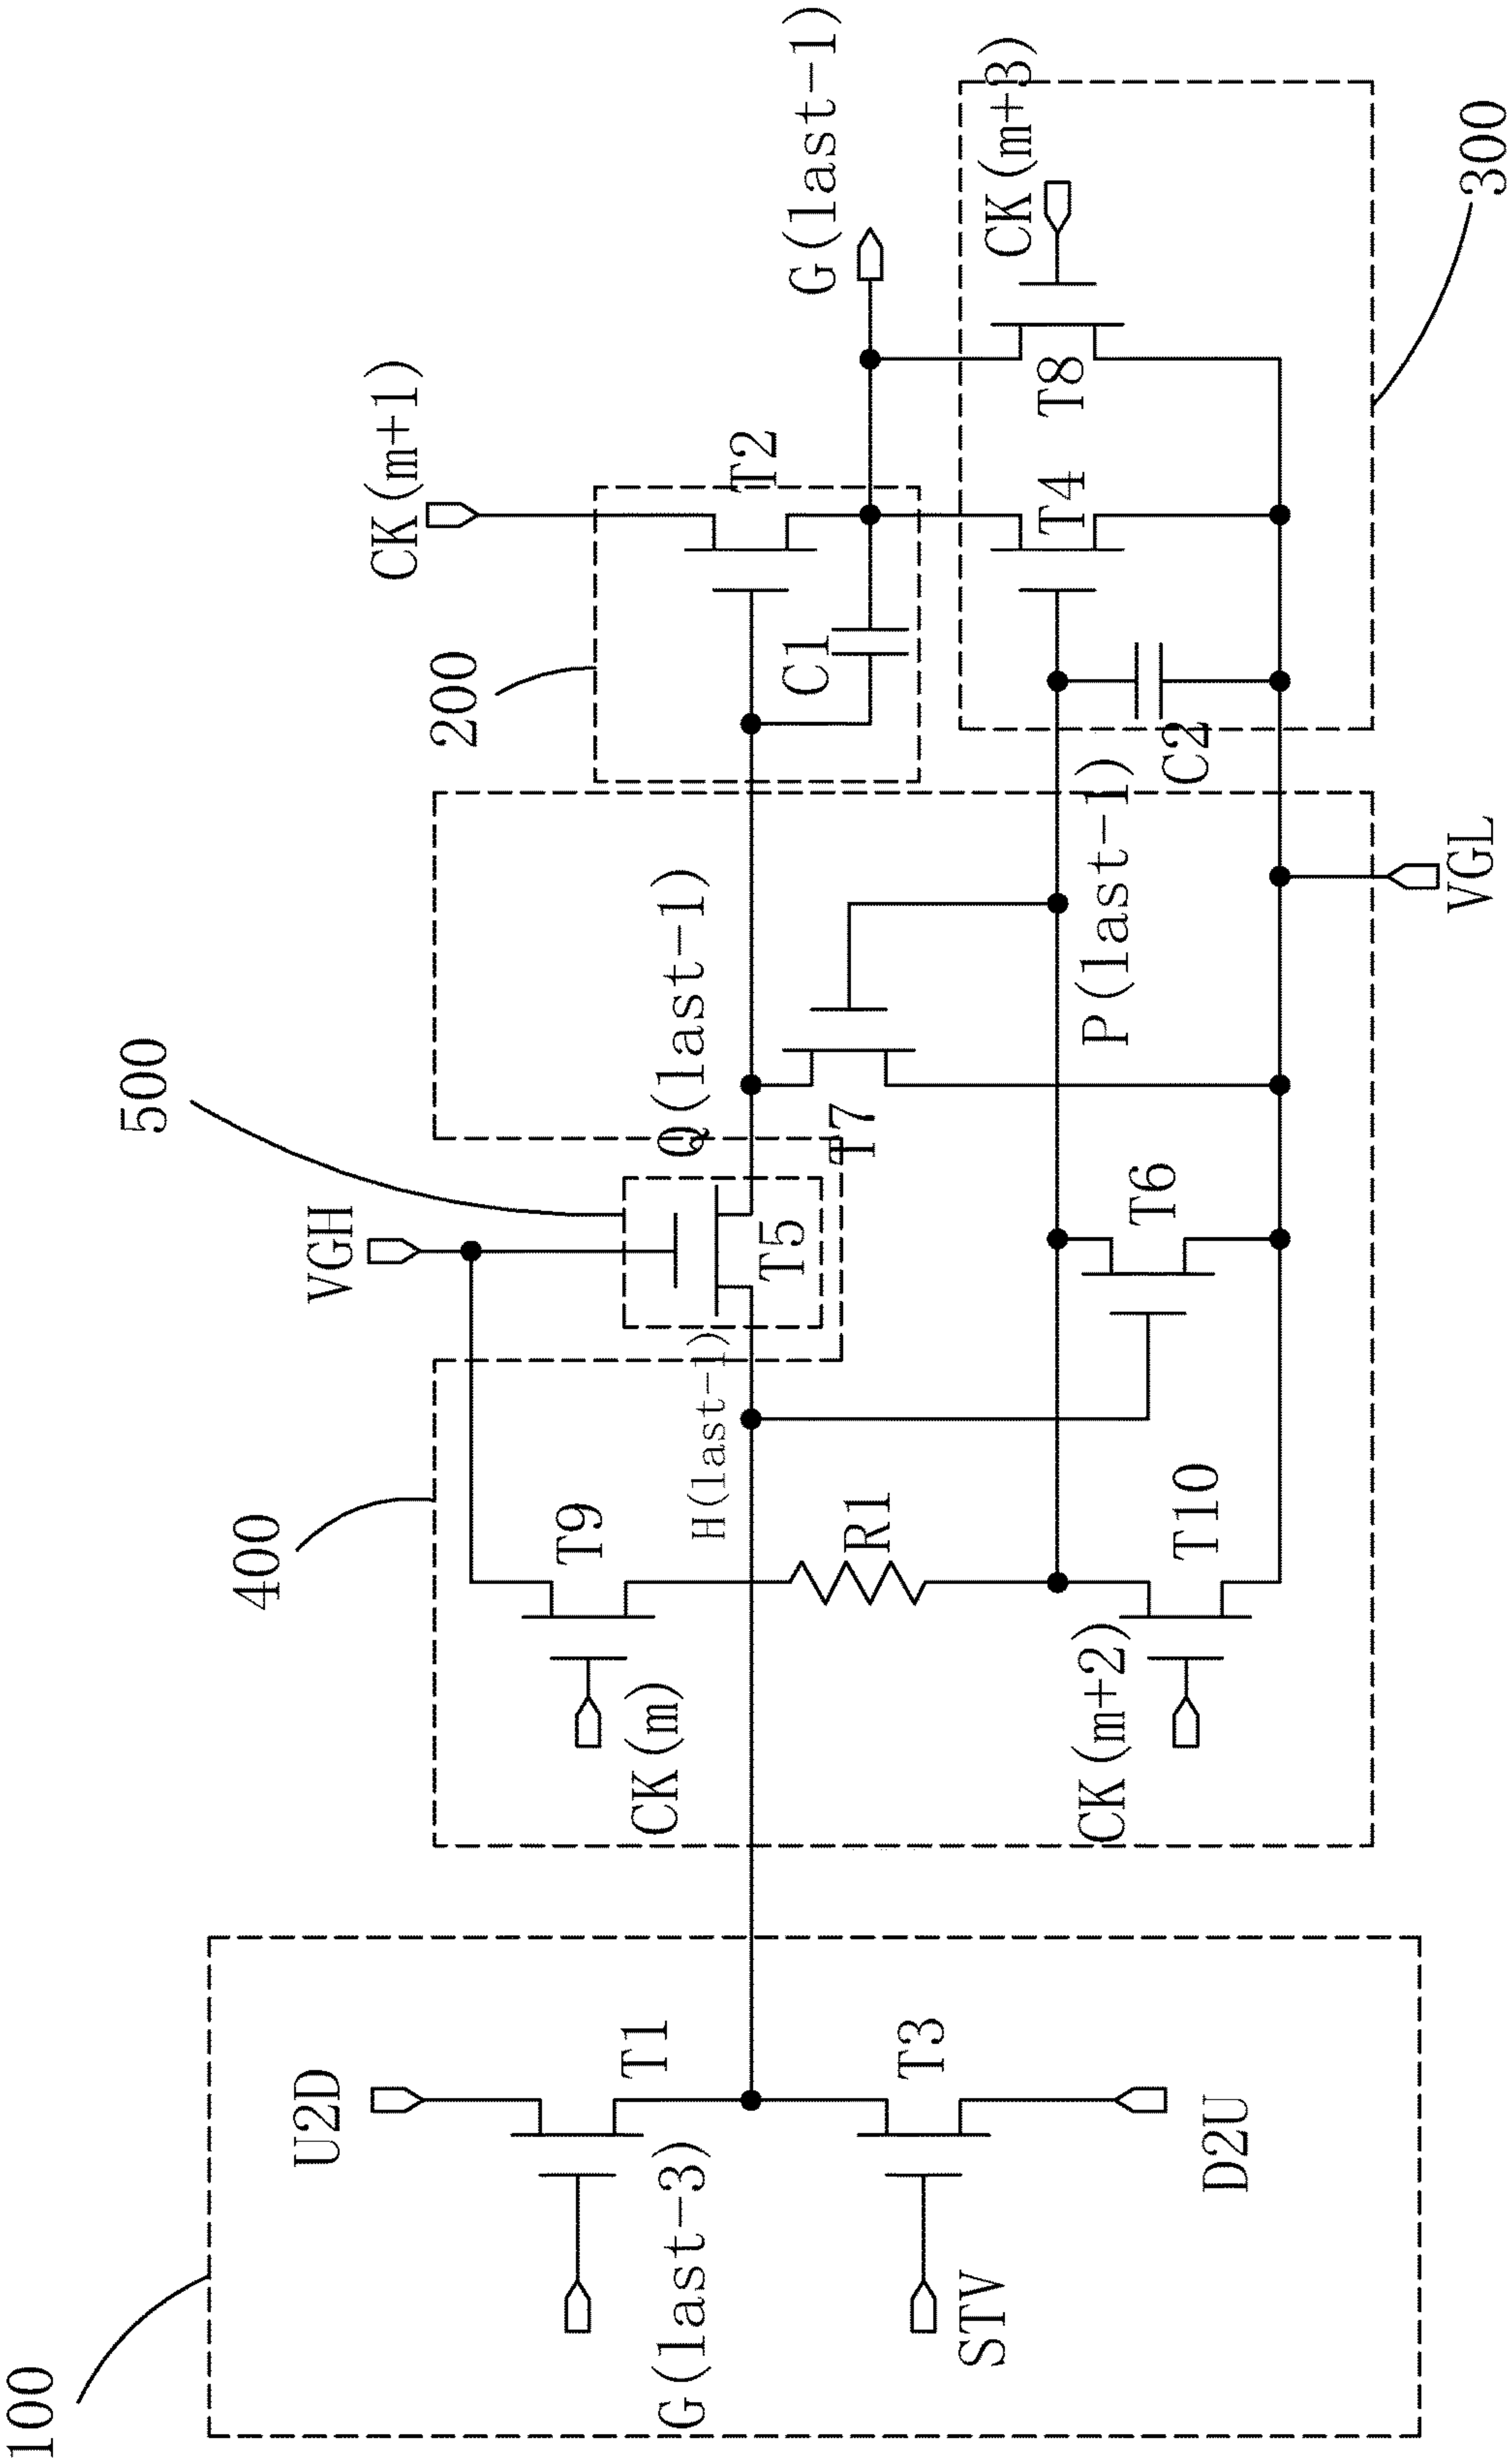 100
U2D
T1
G(last-3)
T3
STV
D2U
400
T9
CK(m)
H(last-1)
R1
T10
CK(m+2)
500
VGH
T5
T6
Q(last-1)
T7
P(last-1)
VGL
200
CK(m+1)
T2
C1
G(last-1)
C2
T4
T8
CK(m+3)
300